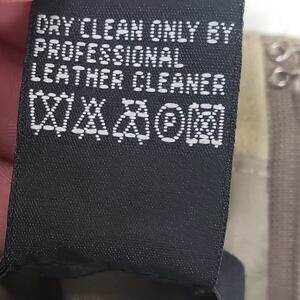 DRY CLEAN ONLY BY
PROFESSIONAL
LEATHER CLEANER
P